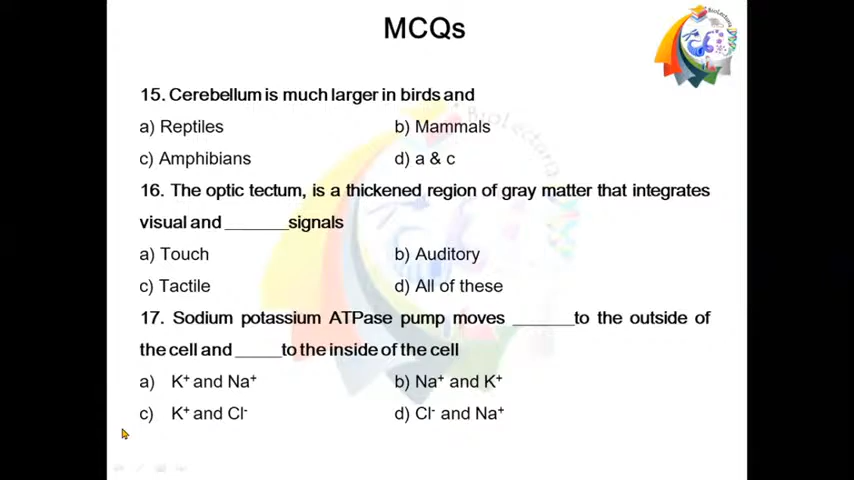 MCQs
BioLectura
15. Cerebellum is much larger in birds and
a) Reptiles b) Mammals
c) Amphibians d) a & c
16. The optic tectum, is a thickened region of gray matter that integrates
visual and _______signals
a) Touch b) Auditory
c) Tactile d) All of these
17. Sodium potassium ATPase pump moves _______to the outside of
the cell and _____to the inside of the cell
a) K⁺ and Na⁺ b) Na⁺ and K⁺
c) K⁺ and Cl⁻ d) Cl⁻ and Na⁺